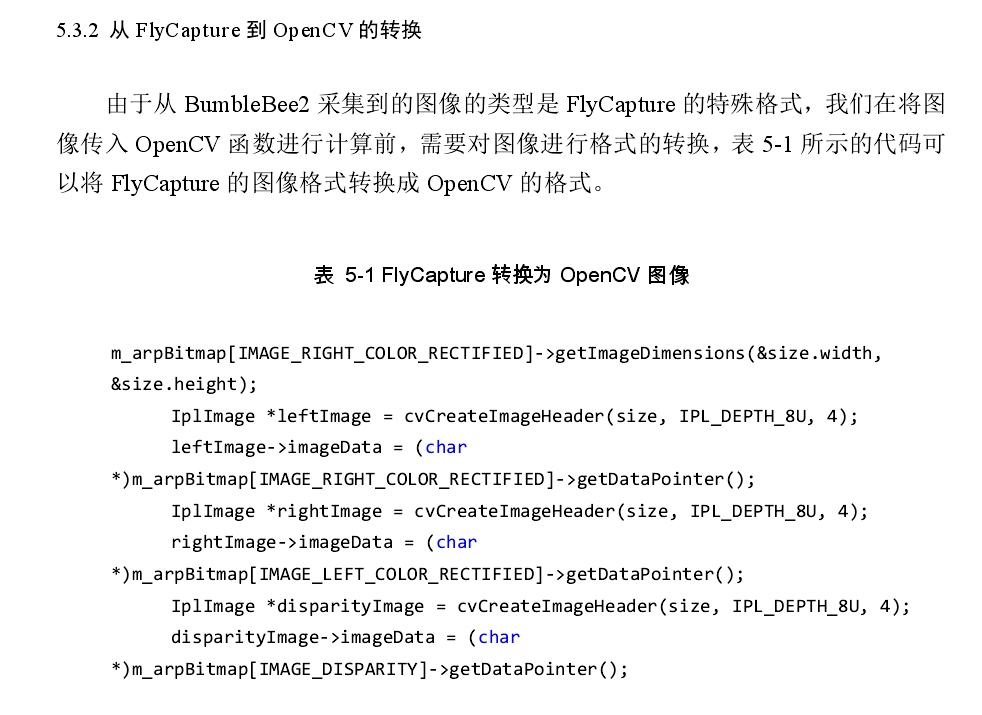 5.3.2 从 FlyCapture 到 OpenCV 的转换
由于从 BumbleBee2 采集到的图像的类型是 FlyCapture 的特殊格式，我们在将图
像传入 OpenCV 函数进行计算前，需要对图像进行格式的转换，表 5-1 所示的代码可
以将 FlyCapture 的图像格式转换成 OpenCV 的格式。
表 5-1 FlyCapture 转换为 OpenCV 图像
m_arpBitmap[IMAGE_RIGHT_COLOR_RECTIFIED]->getImageDimensions(&size.width,
&size.height);
IplImage *leftImage = cvCreateImageHeader(size, IPL_DEPTH_8U, 4);
leftImage->imageData = (char
*)m_arpBitmap[IMAGE_RIGHT_COLOR_RECTIFIED]->getDataPointer();
IplImage *rightImage = cvCreateImageHeader(size, IPL_DEPTH_8U, 4);
rightImage->imageData = (char
*)m_arpBitmap[IMAGE_LEFT_COLOR_RECTIFIED]->getDataPointer();
IplImage *disparityImage = cvCreateImageHeader(size, IPL_DEPTH_8U, 4);
disparityImage->imageData = (char
*)m_arpBitmap[IMAGE_DISPARITY]->getDataPointer();